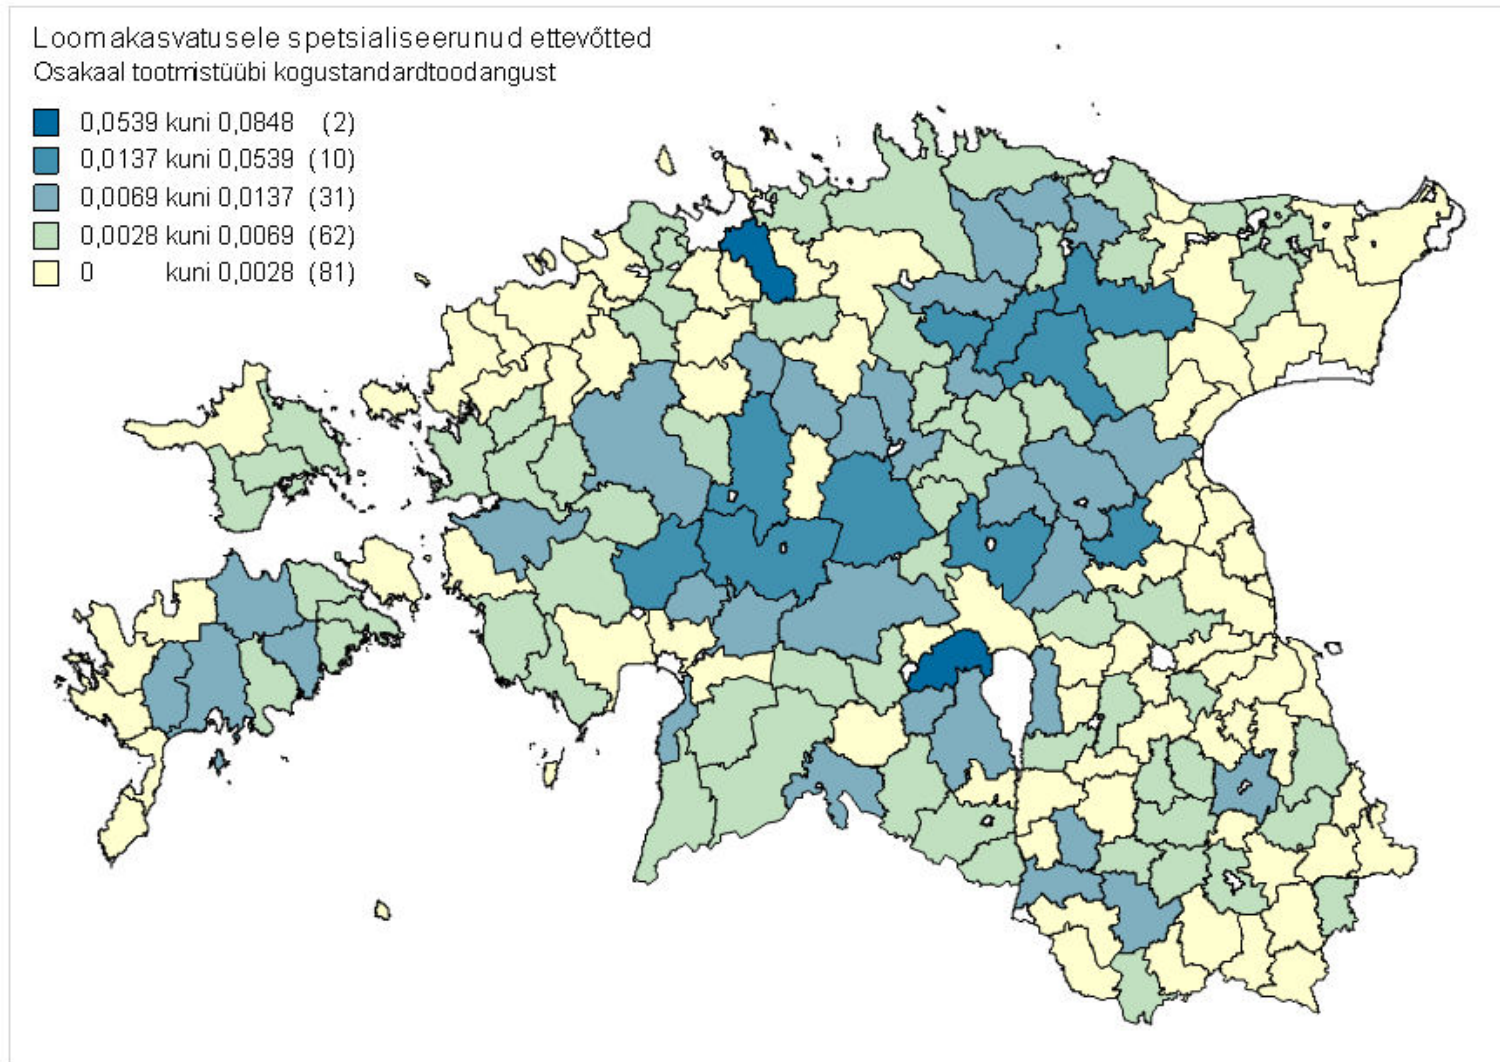 Loomakasvatusele spetsialiseerunud ettevõtted
Osakaal tootmistüübi kogustandardtoodangust
0,0539 kuni 0,0848 (2)
0,0137 kuni 0,0539 (10)
0,0069 kuni 0,0137 (31)
0,0028 kuni 0,0069 (62)
0 kuni 0,0028 (81)